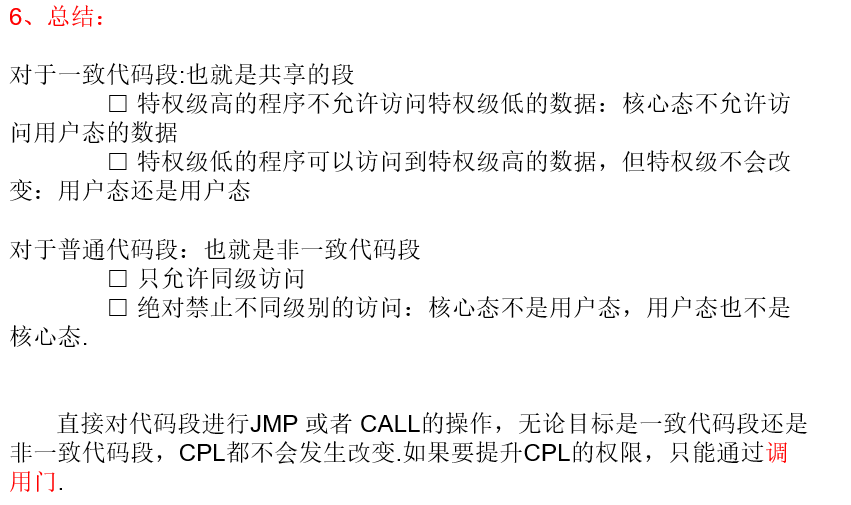 6、总结：
对于一致代码段:也就是共享的段
□ 特权级高的程序不允许访问特权级低的数据：核心态不允许访
问用户态的数据
□ 特权级低的程序可以访问到特权级高的数据，但特权级不会改
变：用户态还是用户态
对于普通代码段：也就是非一致代码段
□ 只允许同级访问
□ 绝对禁止不同级别的访问：核心态不是用户态，用户态也不是
核心态.
直接对代码段进行JMP 或者 CALL的操作，无论目标是一致代码段还是
非一致代码段，CPL都不会发生改变.如果要提升CPL的权限，只能通过调
用门.